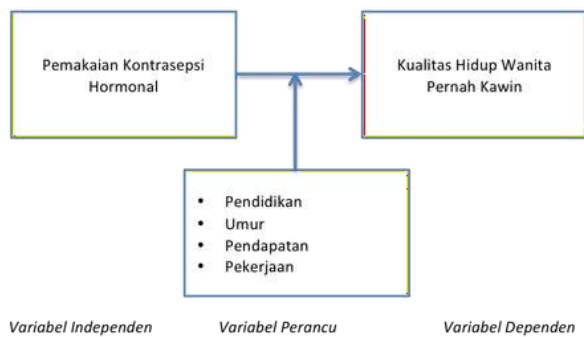 Pemakaian Kontrasepsi
Hormonal
Kualitas Hidup Wanita
Pernah Kawin
• Pendidikan
• Umur
• Pendapatan
• Pekerjaan
Variabel Independen
Variabel Perancu
Variabel Dependen